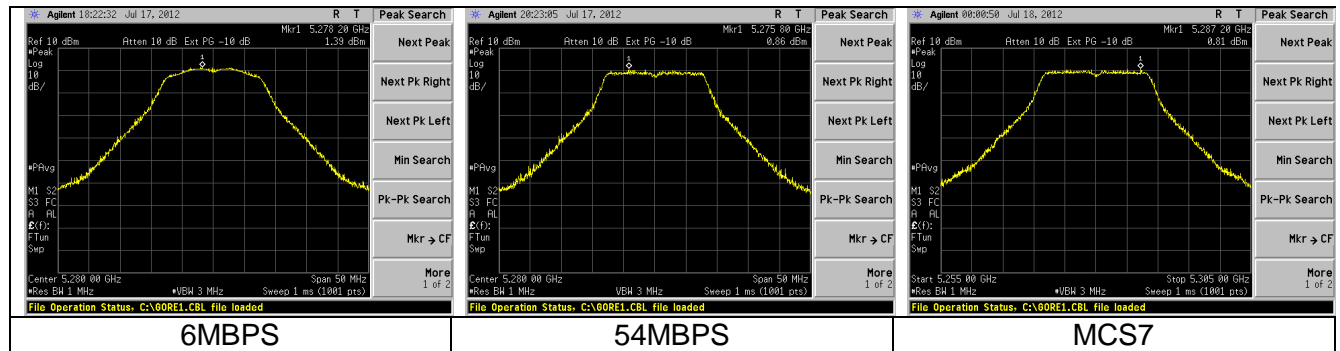 Agilent 18:22:32 Jul 17, 2012 R T Peak Search
Mkr1 5.278 20 GHz
Ref 10 dBm Atten 10 dB Ext PG -10 dB 1.39 dBm
Next Peak
#Peak
Log
10
dB/
1
Next Pk Right
Next Pk Left
Min Search
#PAvg
M1 S2
S3 FC
A AL
Pk-Pk Search
£(f):
FTun
Swp
Mkr → CF
Center 5.280 00 GHz Span 50 MHz
#Res BW 1 MHz #VBW 3 MHz Sweep 1 ms (1001 pts)
More
1 of 2
File Operation Status, C:\GORE1.CBL file loaded
6MBPS
Agilent 20:23:05 Jul 17, 2012 R T Peak Search
Mkr1 5.275 80 GHz
Ref 10 dBm Atten 10 dB Ext PG -10 dB 0.86 dBm
Next Peak
#Peak
Log
10
dB/
1
Next Pk Right
Next Pk Left
Min Search
#PAvg
M1 S2
S3 FC
A AL
Pk-Pk Search
£(f):
FTun
Swp
Mkr → CF
Center 5.280 00 GHz Span 50 MHz
#Res BW 1 MHz VBW 3 MHz Sweep 1 ms (1001 pts)
More
1 of 2
File Operation Status, C:\GORE1.CBL file loaded
54MBPS
Agilent 00:00:50 Jul 18, 2012 R T Peak Search
Mkr1 5.287 20 GHz
Ref 10 dBm Atten 10 dB Ext PG -10 dB 0.81 dBm
Next Peak
#Peak
Log
10
dB/
1
Next Pk Right
Next Pk Left
Min Search
#PAvg
M1 S2
S3 FC
A AL
Pk-Pk Search
£(f):
FTun
Swp
Mkr → CF
Start 5.255 00 GHz Stop 5.305 00 GHz
#Res BW 1 MHz #VBW 3 MHz Sweep 1 ms (1001 pts)
More
1 of 2
File Operation Status, C:\GORE1.CBL file loaded
MCS7